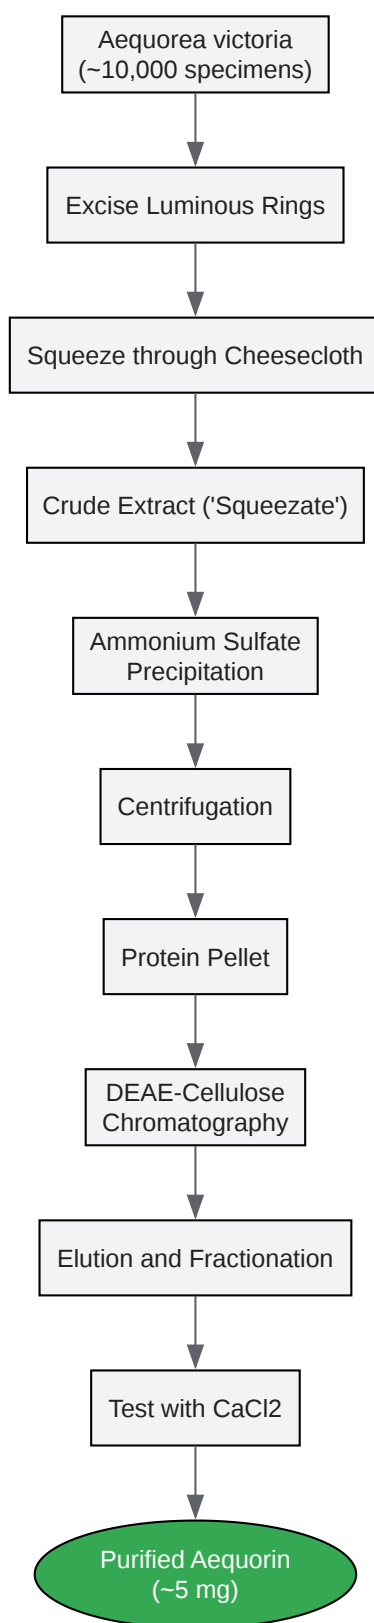 Aequorea victoria
(~10,000 specimens)
Excise Luminous Rings
Squeeze through Cheesecloth
Crude Extract ('Squeezate')
Ammonium Sulfate
Precipitation
Centrifugation
Protein Pellet
DEAE-Cellulose
Chromatography
Elution and Fractionation
Test with CaCl2
Purified Aequorin
(~5 mg)